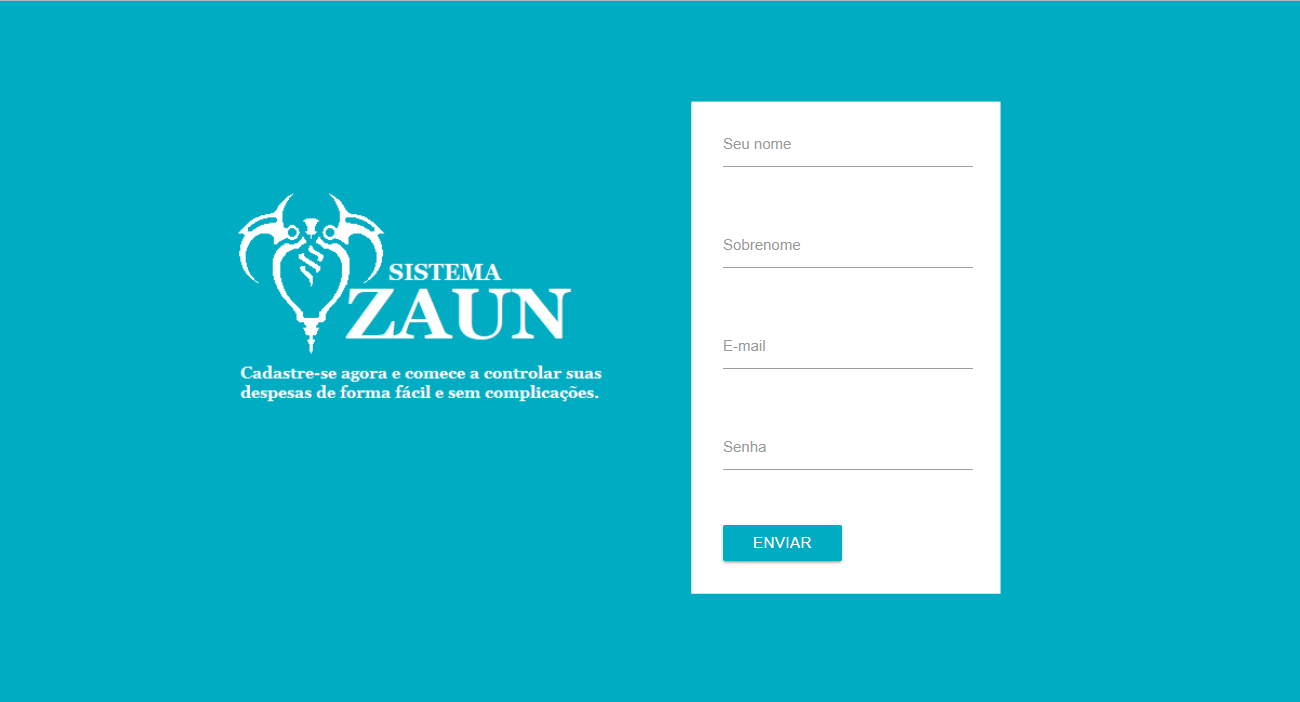 SISTEMA
ZAUN
Cadastre-se agora e comece a controlar suas
despesas de forma fácil e sem complicações.
Seu nome
Sobrenome
E-mail
Senha
ENVIAR